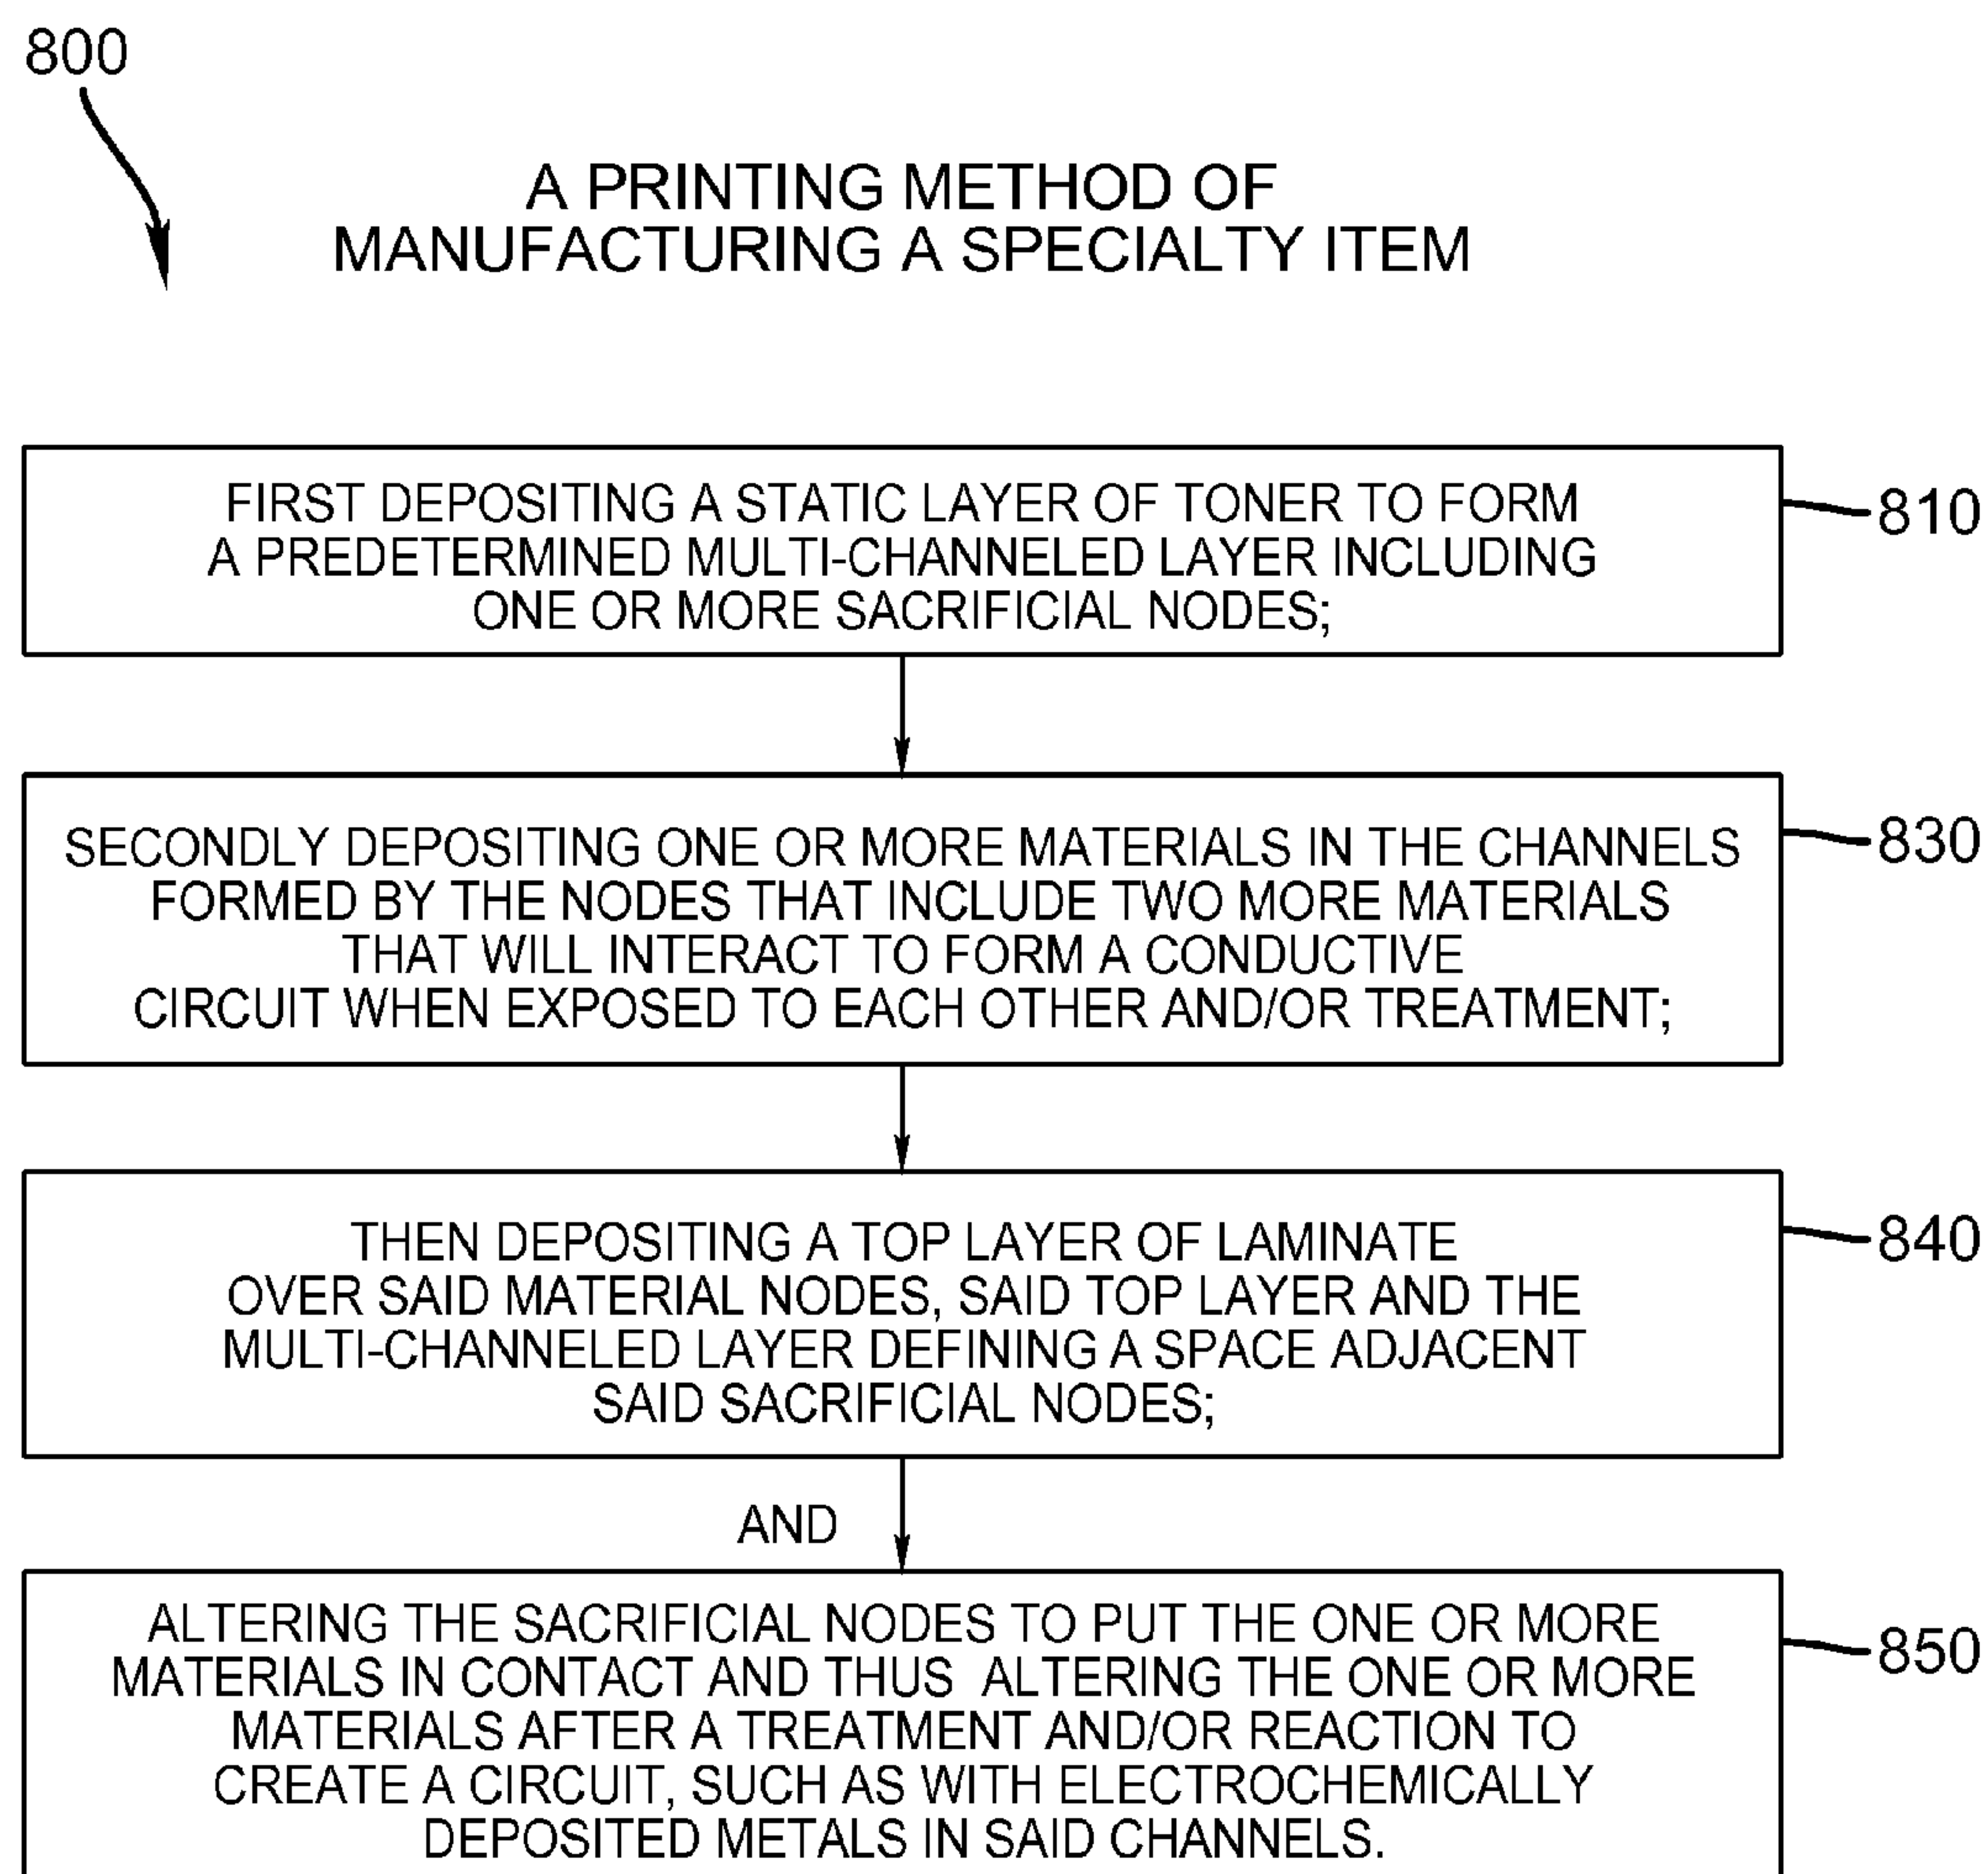 800
A PRINTING METHOD OF
MANUFACTURING A SPECIALTY ITEM
FIRST DEPOSITING A STATIC LAYER OF TONER TO FORM
A PREDETERMINED MULTI-CHANNELED LAYER INCLUDING
ONE OR MORE SACRIFICIAL NODES;
810
SECONDLY DEPOSITING ONE OR MORE MATERIALS IN THE CHANNELS
FORMED BY THE NODES THAT INCLUDE TWO MORE MATERIALS
THAT WILL INTERACT TO FORM A CONDUCTIVE
CIRCUIT WHEN EXPOSED TO EACH OTHER AND/OR TREATMENT;
830
THEN DEPOSITING A TOP LAYER OF LAMINATE
OVER SAID MATERIAL NODES, SAID TOP LAYER AND THE
MULTI-CHANNELED LAYER DEFINING A SPACE ADJACENT
SAID SACRIFICIAL NODES;
840
AND
ALTERING THE SACRIFICIAL NODES TO PUT THE ONE OR MORE
MATERIALS IN CONTACT AND THUS ALTERING THE ONE OR MORE
MATERIALS AFTER A TREATMENT AND/OR REACTION TO
CREATE A CIRCUIT, SUCH AS WITH ELECTROCHEMICALLY
DEPOSITED METALS IN SAID CHANNELS.
850